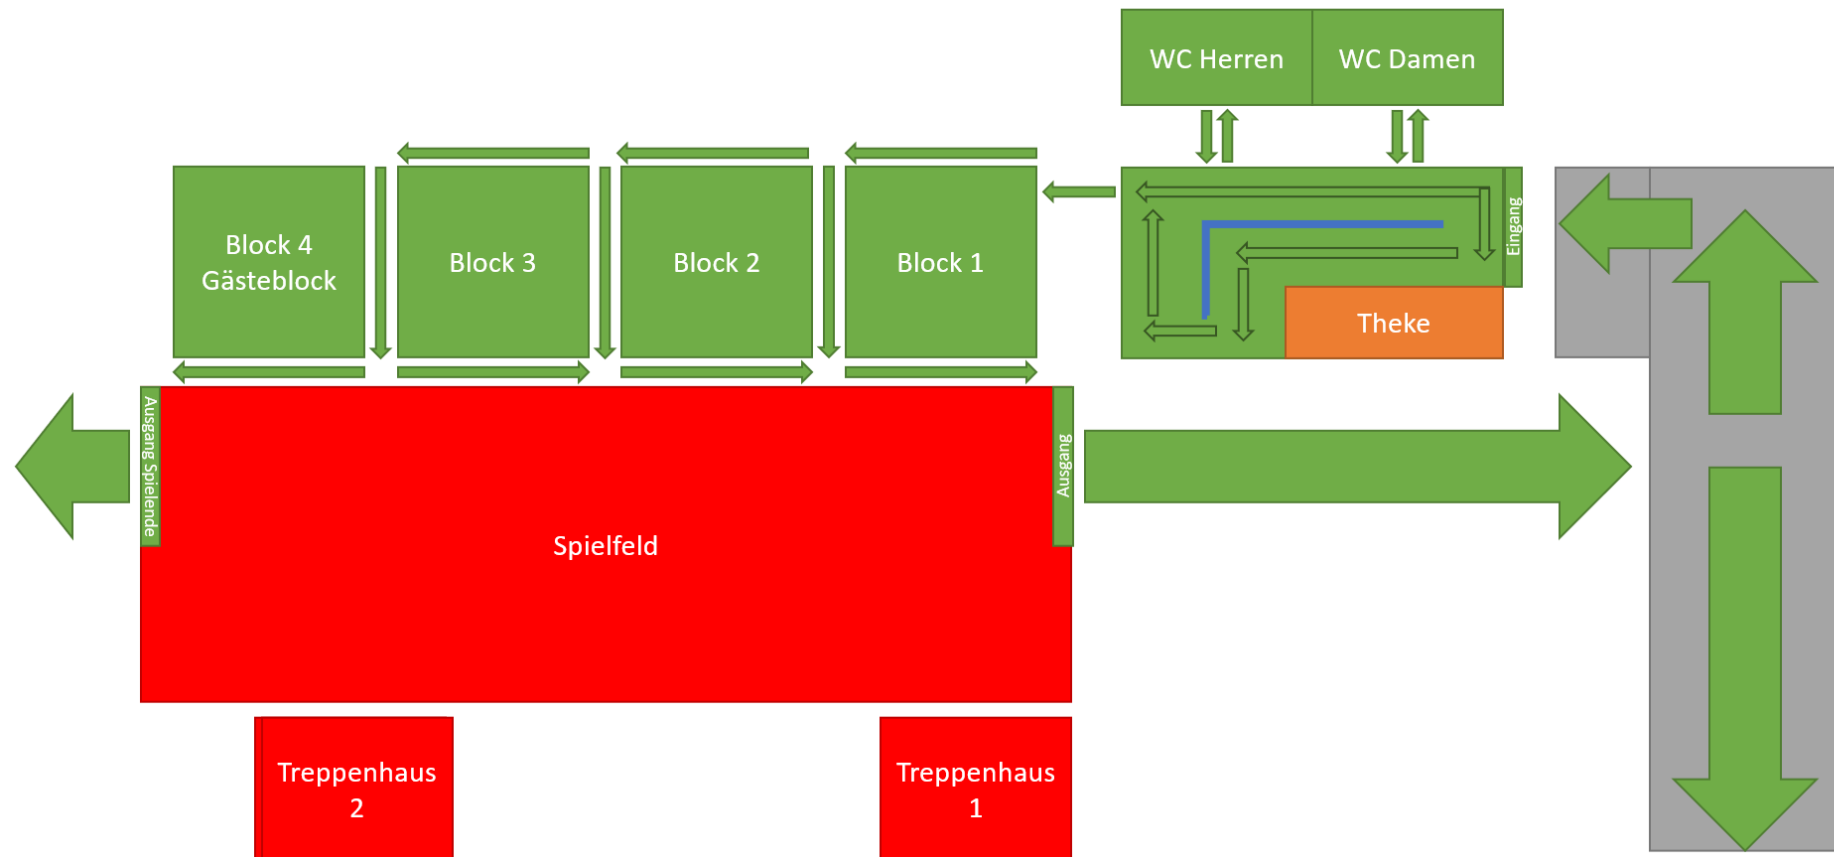 WC Herren
WC Damen
Block 4
Gästeblock
Block 3
Block 2
Block 1
Eingang
Theke
Ausgang Spielende
Ausgang
Spielfeld
Treppenhaus
2
Treppenhaus
1